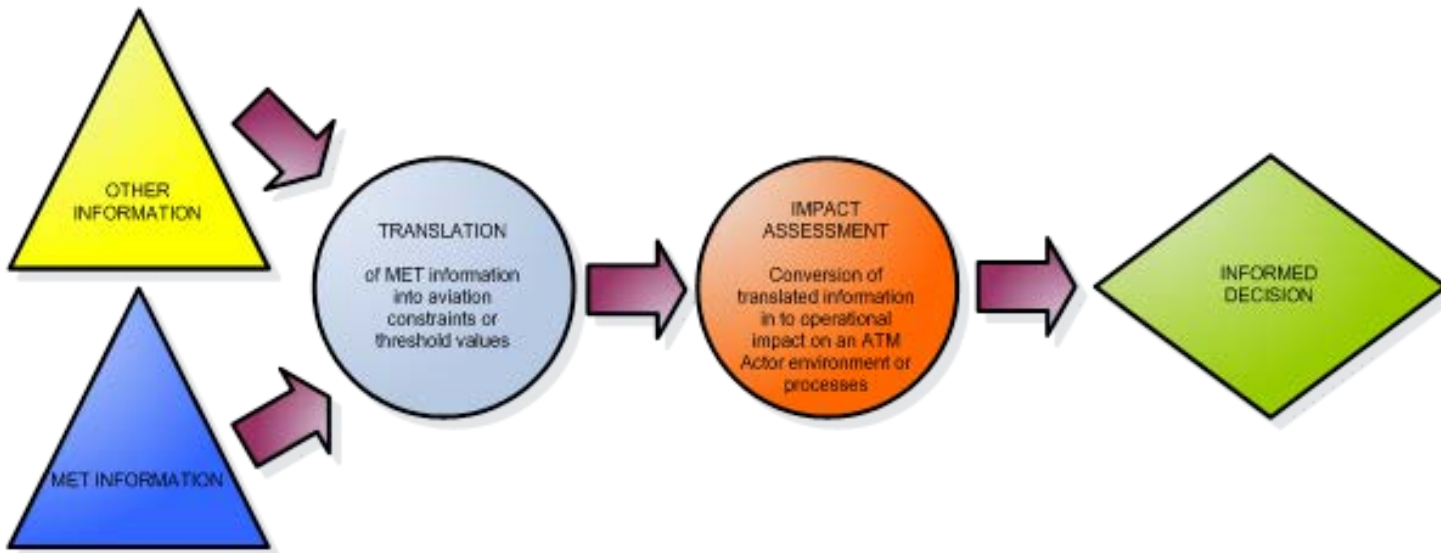 OTHER
INFORMATION
MET INFORMATION
TRANSLATION
of MET information
into aviation
constraints or
threshold values
IMPACT
ASSESSMENT
Conversion of
translated information
in to operational
impact on an ATM
Actor environment or
processes
INFORMED
DECISION